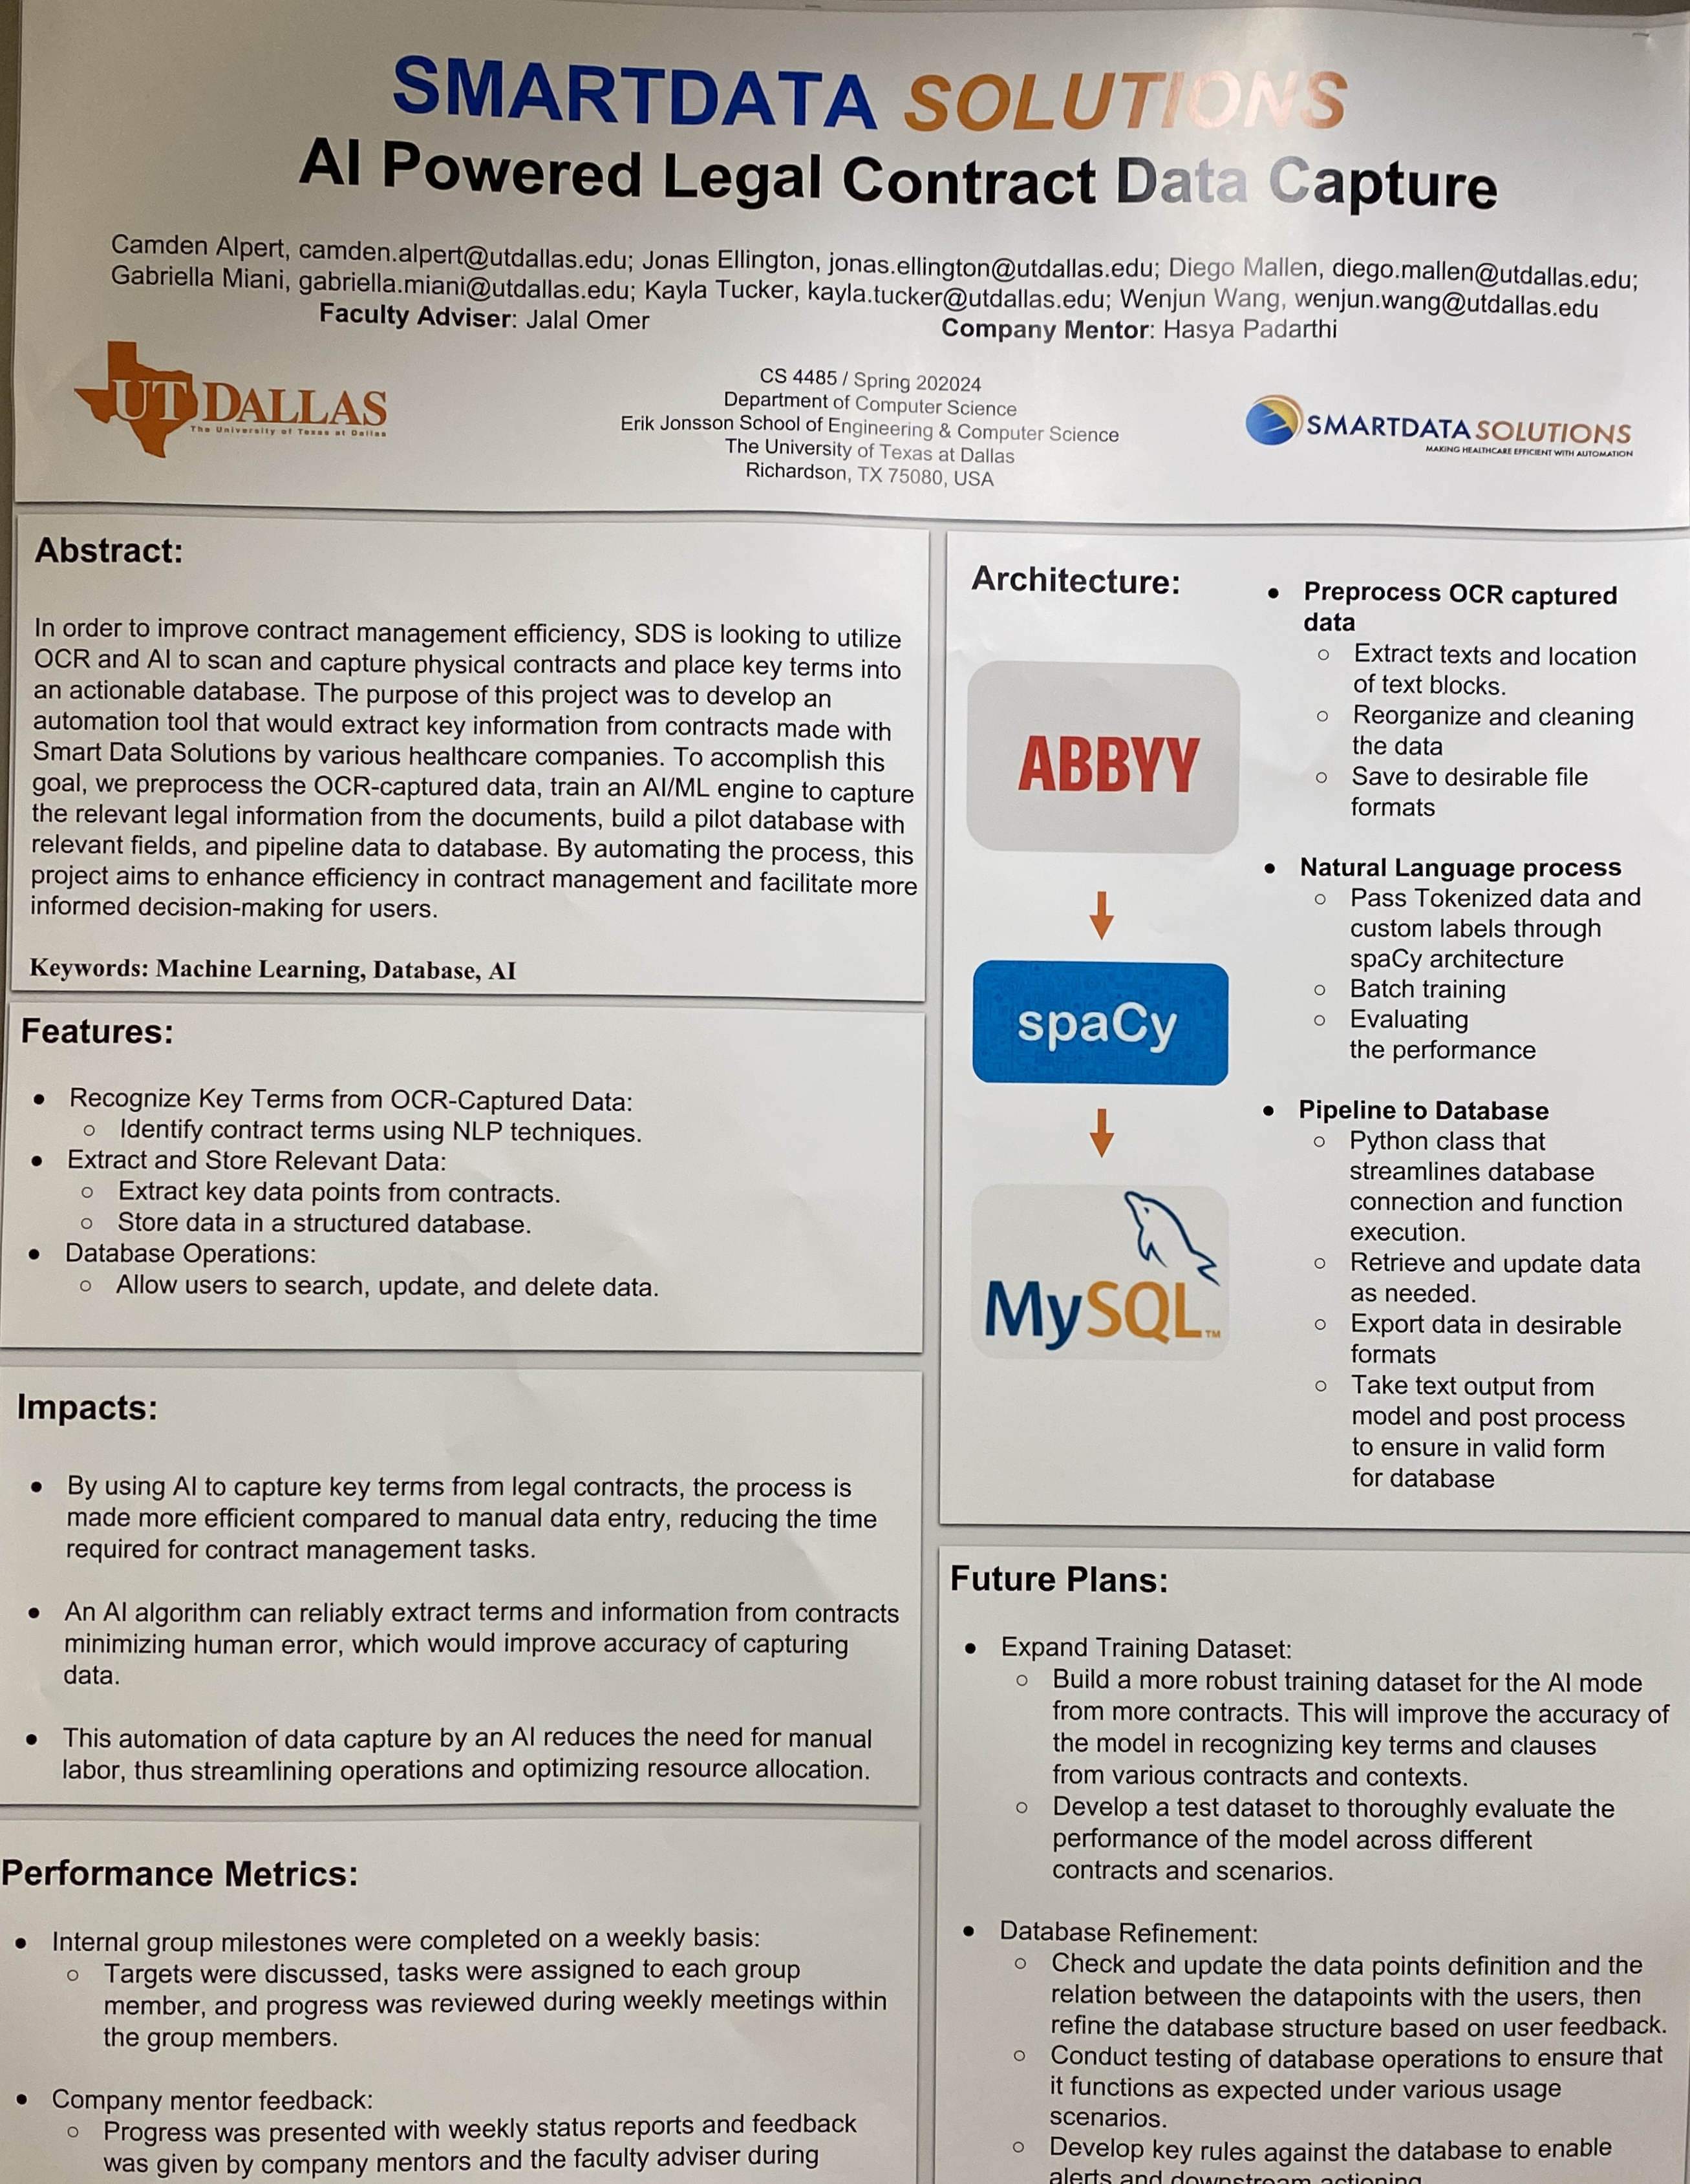 SMARTDATA SOLUTIONS
AI Powered Legal Contract Data Capture
Camden Alpert, camden.alpert@utdallas.edu; Jonas Ellington, jonas.ellington@utdallas.edu; Diego Mallen, diego.mallen@utdallas.edu;
Gabriella Miani, gabriella.miani@utdallas.edu; Kayla Tucker, kayla.tucker@utdallas.edu; Wenjun Wang, wenjun.wang@utdallas.edu
Faculty Adviser: Jalal Omer
Company Mentor: Hasya Padarthi
UT DALLAS
The University of Texas at Dallas
CS 4485 / Spring 202024
Department of Computer Science
Erik Jonsson School of Engineering & Computer Science
The University of Texas at Dallas
Richardson, TX 75080, USA
SMARTDATA SOLUTIONS
MAKING HEALTHCARE EFFICIENT WITH AUTOMATION
Abstract:
In order to improve contract management efficiency, SDS is looking to utilize
OCR and AI to scan and capture physical contracts and place key terms into
an actionable database. The purpose of this project was to develop an
automation tool that would extract key information from contracts made with
Smart Data Solutions by various healthcare companies. To accomplish this
goal, we preprocess the OCR-captured data, train an AI/ML engine to capture
the relevant legal information from the documents, build a pilot database with
relevant fields, and pipeline data to database. By automating the process, this
project aims to enhance efficiency in contract management and facilitate more
informed decision-making for users.
Keywords: Machine Learning, Database, AI
Features:
● Recognize Key Terms from OCR-Captured Data:
○ Identify contract terms using NLP techniques.
● Extract and Store Relevant Data:
○ Extract key data points from contracts.
○ Store data in a structured database.
● Database Operations:
○ Allow users to search, update, and delete data.
Impacts:
● By using AI to capture key terms from legal contracts, the process is
made more efficient compared to manual data entry, reducing the time
required for contract management tasks.
● An AI algorithm can reliably extract terms and information from contracts
minimizing human error, which would improve accuracy of capturing
data.
● This automation of data capture by an AI reduces the need for manual
labor, thus streamlining operations and optimizing resource allocation.
Performance Metrics:
● Internal group milestones were completed on a weekly basis:
○ Targets were discussed, tasks were assigned to each group
member, and progress was reviewed during weekly meetings within
the group members.
● Company mentor feedback:
○ Progress was presented with weekly status reports and feedback
was given by company mentors and the faculty adviser during
Architecture:
ABBYY
spaCy
MySQL™
● Preprocess OCR captured
data
○ Extract texts and location
of text blocks.
○ Reorganize and cleaning
the data
○ Save to desirable file
formats
● Natural Language process
○ Pass Tokenized data and
custom labels through
spaCy architecture
○ Batch training
○ Evaluating
the performance
● Pipeline to Database
○ Python class that
streamlines database
connection and function
execution.
○ Retrieve and update data
as needed.
○ Export data in desirable
formats
○ Take text output from
model and post process
to ensure in valid form
for database
Future Plans:
● Expand Training Dataset:
○ Build a more robust training dataset for the AI mode
from more contracts. This will improve the accuracy of
the model in recognizing key terms and clauses
from various contracts and contexts.
○ Develop a test dataset to thoroughly evaluate the
performance of the model across different
contracts and scenarios.
● Database Refinement:
○ Check and update the data points definition and the
relation between the datapoints with the users, then
refine the database structure based on user feedback.
○ Conduct testing of database operations to ensure that
it functions as expected under various usage
scenarios.
○ Develop key rules against the database to enable
alerts and downstream actioning